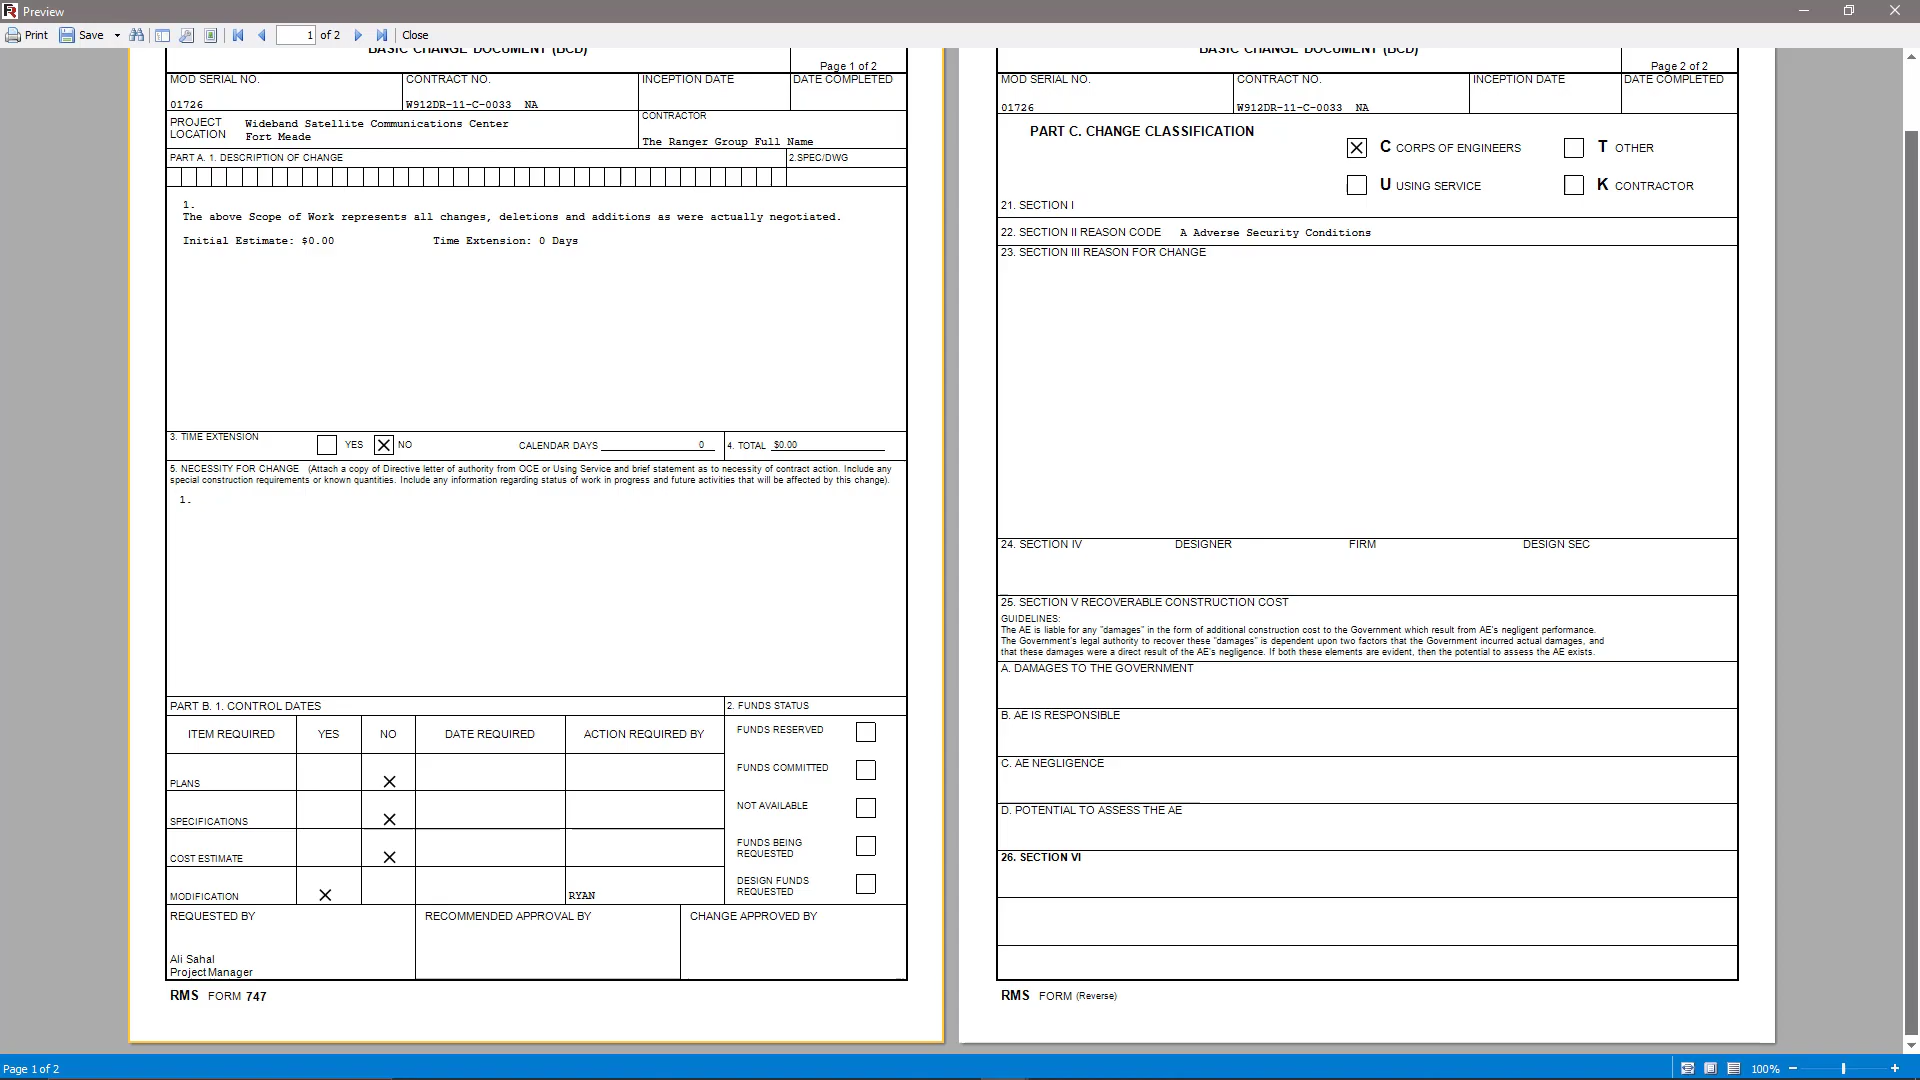 Preview
Print Save 1 of 2 Close
BASIC CHANGE DOCUMENT (BCD)
Page 1 of 2
MOD SERIAL NO. CONTRACT NO. INCEPTION DATE DATE COMPLETED
01726 W912DR-11-C-0033 NA
PROJECT LOCATION Wideband Satellite Communications Center
Fort Meade
CONTRACTOR
The Ranger Group Full Name
PART A. 1. DESCRIPTION OF CHANGE 2.SPEC/DWG
1.
The above Scope of Work represents all changes, deletions and additions as were actually negotiated.
Initial Estimate: $0.00 Time Extension: 0 Days
3. TIME EXTENSION YES NO CALENDAR DAYS 0 4. TOTAL $0.00
5. NECESSITY FOR CHANGE (Attach a copy of Directive letter of authority from OCE or Using Service and brief statement as to necessity of contract action. Include any
special construction requirements or known quantities. Include any information regarding status of work in progress and future activities that will be affected by this change).
1.
PART B. 1. CONTROL DATES 2. FUNDS STATUS
ITEM REQUIRED YES NO DATE REQUIRED ACTION REQUIRED BY
PLANS
SPECIFICATIONS
COST ESTIMATE
MODIFICATION RYAN
FUNDS RESERVED
FUNDS COMMITTED
NOT AVAILABLE
FUNDS BEING
REQUESTED
DESIGN FUNDS
REQUESTED
REQUESTED BY RECOMMENDED APPROVAL BY CHANGE APPROVED BY
Ali Sahal
Project Manager
RMS FORM 747
BASIC CHANGE DOCUMENT (BCD)
Page 2 of 2
MOD SERIAL NO. CONTRACT NO. INCEPTION DATE DATE COMPLETED
01726 W912DR-11-C-0033 NA
PART C. CHANGE CLASSIFICATION
C CORPS OF ENGINEERS T OTHER
U USING SERVICE K CONTRACTOR
21. SECTION I
22. SECTION II REASON CODE A Adverse Security Conditions
23. SECTION III REASON FOR CHANGE
24. SECTION IV DESIGNER FIRM DESIGN SEC
25. SECTION V RECOVERABLE CONSTRUCTION COST
GUIDELINES:
The AE is liable for any "damages" in the form of additional construction cost to the Government which result from AE's negligent performance.
The Government's legal authority to recover these "damages" is dependent upon two factors that the Government incurred actual damages, and
that these damages were a direct result of the AE's negligence. If both these elements are evident, then the potential to assess the AE exists.
A. DAMAGES TO THE GOVERNMENT
B. AE IS RESPONSIBLE
C. AE NEGLIGENCE
D. POTENTIAL TO ASSESS THE AE
26. SECTION VI
RMS FORM (Reverse)
Page 1 of 2
100%